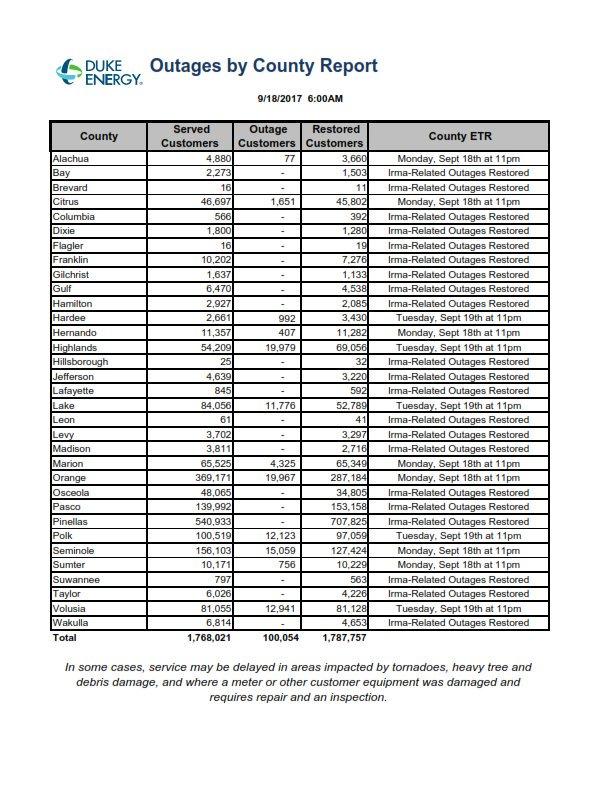 DUKE
ENERGY®
Outages by County Report
9/18/2017 6:00AM
County Served Customers Outage Customers Restored Customers County ETR
Alachua 4,880 77 3,660 Monday, Sept 18th at 11pm
Bay 2,273 - 1,503 Irma-Related Outages Restored
Brevard 16 - 11 Irma-Related Outages Restored
Citrus 46,697 1,651 45,802 Monday, Sept 18th at 11pm
Columbia 566 - 392 Irma-Related Outages Restored
Dixie 1,800 - 1,280 Irma-Related Outages Restored
Flagler 16 - 19 Irma-Related Outages Restored
Franklin 10,202 - 7,276 Irma-Related Outages Restored
Gilchrist 1,637 - 1,133 Irma-Related Outages Restored
Gulf 6,470 - 4,538 Irma-Related Outages Restored
Hamilton 2,927 - 2,085 Irma-Related Outages Restored
Hardee 2,661 992 3,430 Tuesday, Sept 19th at 11pm
Hernando 11,357 407 11,282 Monday, Sept 18th at 11pm
Highlands 54,209 19,979 69,056 Tuesday, Sept 19th at 11pm
Hillsborough 25 - 32 Irma-Related Outages Restored
Jefferson 4,639 - 3,220 Irma-Related Outages Restored
Lafayette 845 - 592 Irma-Related Outages Restored
Lake 84,056 11,776 52,789 Tuesday, Sept 19th at 11pm
Leon 61 - 41 Irma-Related Outages Restored
Levy 3,702 - 3,297 Irma-Related Outages Restored
Madison 3,811 - 2,716 Irma-Related Outages Restored
Marion 65,525 4,325 65,349 Monday, Sept 18th at 11pm
Orange 369,171 19,967 287,184 Monday, Sept 18th at 11pm
Osceola 48,065 - 34,805 Irma-Related Outages Restored
Pasco 139,992 - 153,158 Irma-Related Outages Restored
Pinellas 540,933 - 707,825 Irma-Related Outages Restored
Polk 100,519 12,123 97,059 Tuesday, Sept 19th at 11pm
Seminole 156,103 15,059 127,424 Monday, Sept 18th at 11pm
Sumter 10,171 756 10,229 Monday, Sept 18th at 11pm
Suwannee 797 - 563 Irma-Related Outages Restored
Taylor 6,026 - 4,226 Irma-Related Outages Restored
Volusia 81,055 12,941 81,128 Tuesday, Sept 19th at 11pm
Wakulla 6,814 - 4,653 Irma-Related Outages Restored
Total 1,768,021 100,054 1,787,757
In some cases, service may be delayed in areas impacted by tornadoes, heavy tree and
debris damage, and where a meter or other customer equipment was damaged and
requires repair and an inspection.